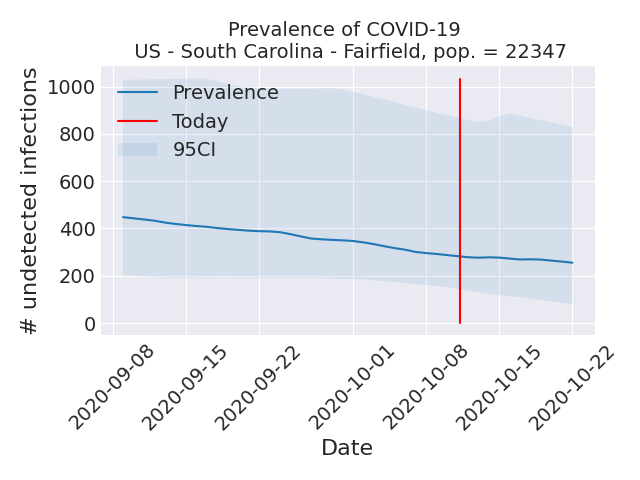 Prevalence of COVID-19
US - South Carolina - Fairfield, pop. = 22347
# undetected infections
1000
800
600
400
200
0
Prevalence
Today
95CI
2020-09-08
2020-09-15
2020-09-22
2020-10-01
2020-10-08
2020-10-15
2020-10-22
Date